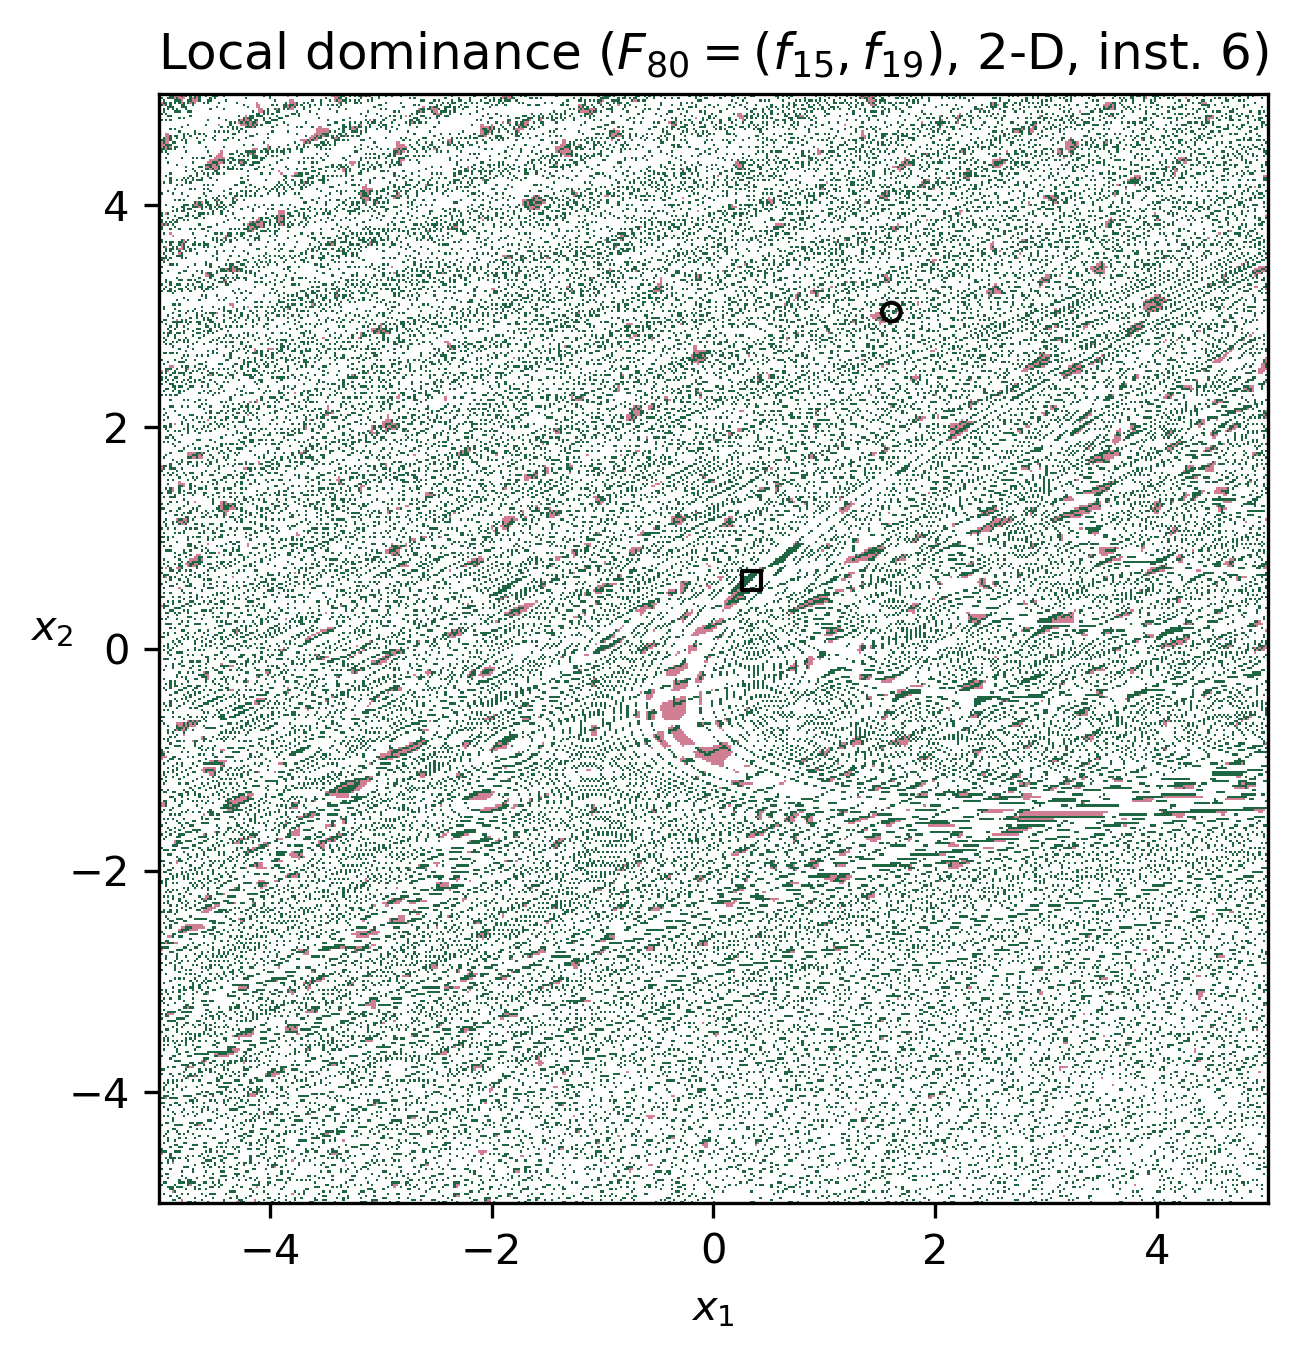 Local dominance (F₈₀ = (f₁₅, f₁₉), 2-D, inst. 6)
4
2
0
−2
−4
x₂
−4 −2 0 2 4
x₁